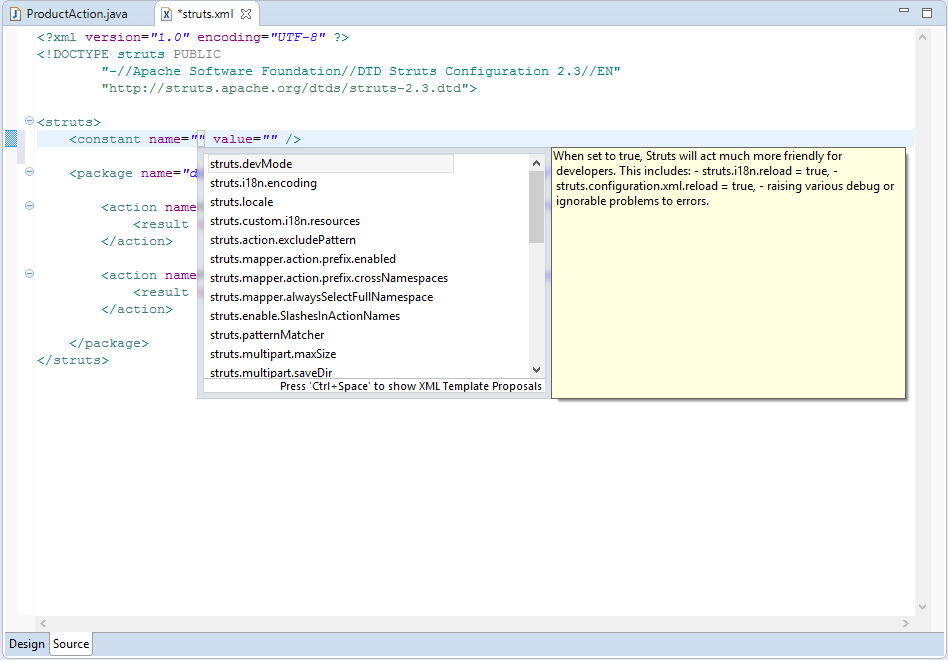 ProductAction.java
*struts.xml
<?xml version="1.0" encoding="UTF-8" ?>
<!DOCTYPE struts PUBLIC
"-//Apache Software Foundation//DTD Struts Configuration 2.3//EN"
"http://struts.apache.org/dtds/struts-2.3.dtd">
<struts>
<constant name="" value="" />
<package name="d
<action name
<result
</action>
<action name
<result
</action>
</package>
</struts>
struts.devMode
struts.i18n.encoding
struts.locale
struts.custom.i18n.resources
struts.action.excludePattern
struts.mapper.action.prefix.enabled
struts.mapper.action.prefix.crossNamespaces
struts.mapper.alwaysSelectFullNamespace
struts.enable.SlashesInActionNames
struts.patternMatcher
struts.multipart.maxSize
struts.multipart.saveDir
Press 'Ctrl+Space' to show XML Template Proposals
When set to true, Struts will act much more friendly for
developers. This includes: - struts.i18n.reload = true, -
struts.configuration.xml.reload = true, - raising various debug or
ignorable problems to errors.
Design
Source